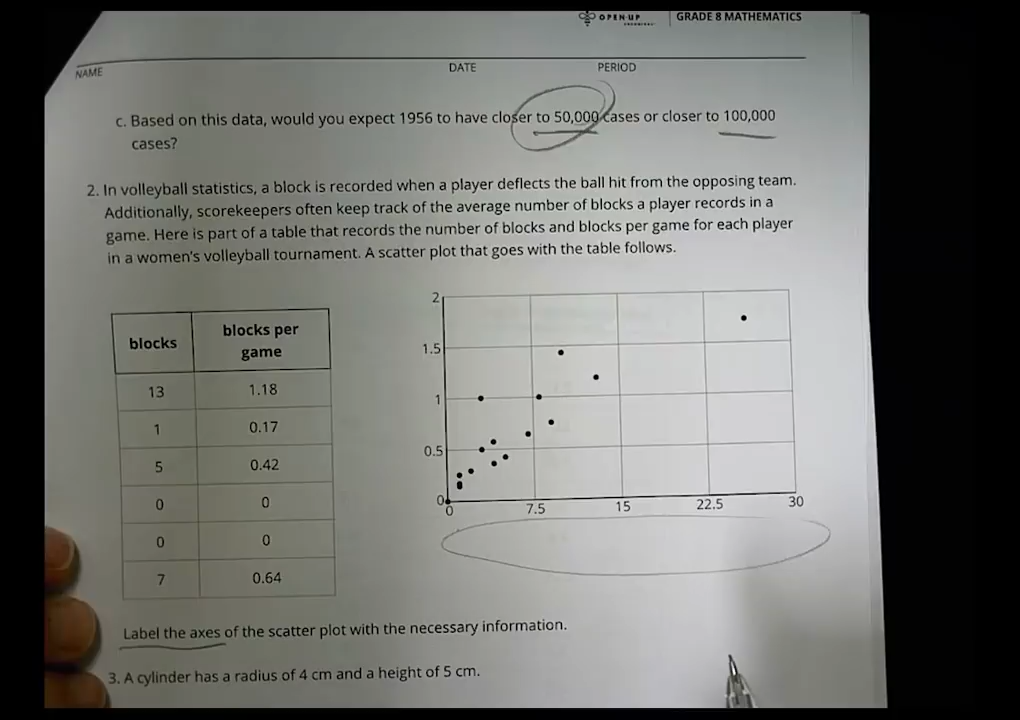 OPEN-UP
GRADE 8 MATHEMATICS
NAME
DATE
PERIOD
c. Based on this data, would you expect 1956 to have closer to 50,000 cases or closer to 100,000
cases?
2. In volleyball statistics, a block is recorded when a player deflects the ball hit from the opposing team.
Additionally, scorekeepers often keep track of the average number of blocks a player records in a
game. Here is part of a table that records the number of blocks and blocks per game for each player
in a women's volleyball tournament. A scatter plot that goes with the table follows.
blocks
blocks per
game
13 1.18
1 0.17
5 0.42
0 0
0 0
7 0.64
2
1.5
1
0.5
0
0 7.5 15 22.5 30
Label the axes of the scatter plot with the necessary information.
3. A cylinder has a radius of 4 cm and a height of 5 cm.